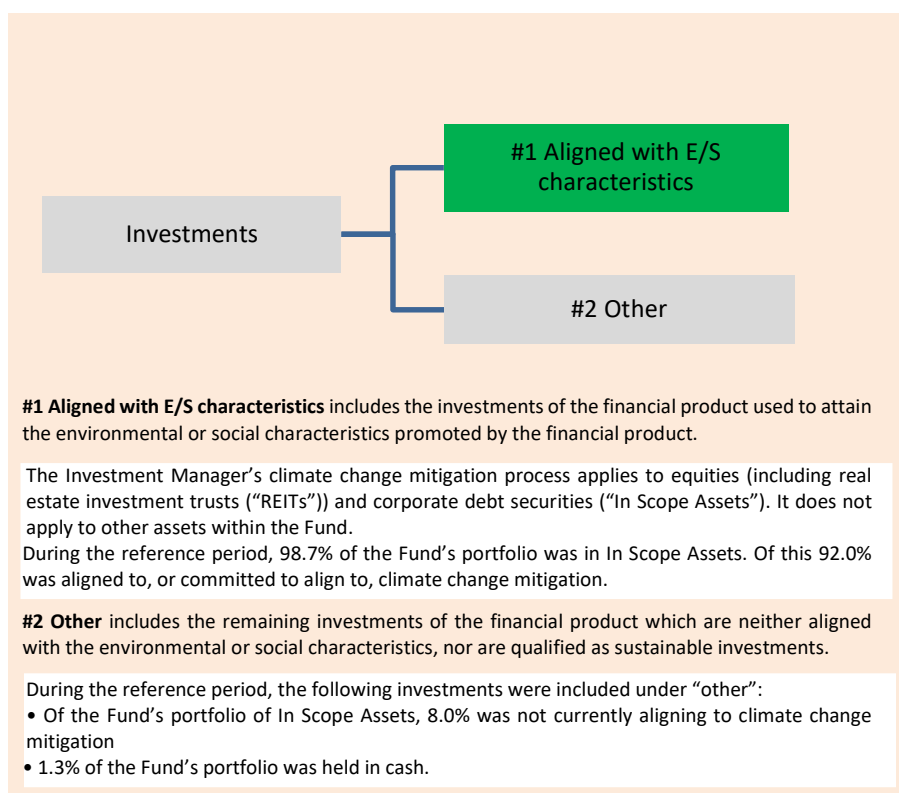 #1 Aligned with E/S
characteristics
Investments
#2 Other
#1 Aligned with E/S characteristics includes the investments of the financial product used to attain
the environmental or social characteristics promoted by the financial product.
The Investment Manager’s climate change mitigation process applies to equities (including real
estate investment trusts (“REITs”)) and corporate debt securities (“In Scope Assets”). It does not
apply to other assets within the Fund.
During the reference period, 98.7% of the Fund’s portfolio was in In Scope Assets. Of this 92.0%
was aligned to, or committed to align to, climate change mitigation.
#2 Other includes the remaining investments of the financial product which are neither aligned
with the environmental or social characteristics, nor are qualified as sustainable investments.
During the reference period, the following investments were included under “other”:
• Of the Fund’s portfolio of In Scope Assets, 8.0% was not currently aligning to climate change
mitigation
• 1.3% of the Fund’s portfolio was held in cash.